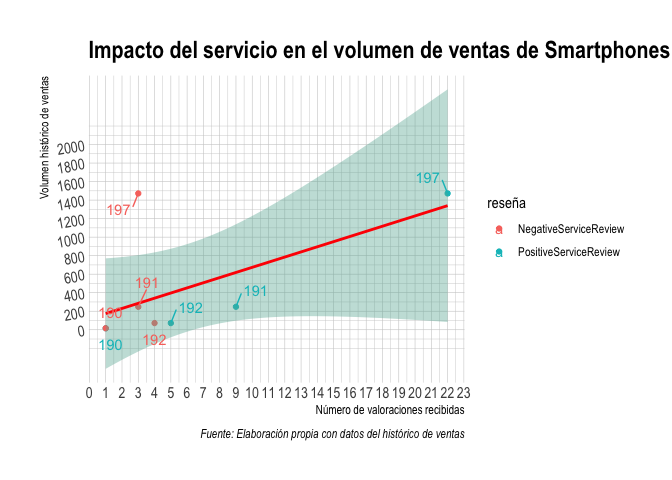 Impacto del servicio en el volumen de ventas de Smartphones
Volumen histórico de ventas
2000
1800
1600
1400
1200
1000
800
600
400
200
0
197
197
191
190
192
191
192
190
0 1 2 3 4 5 6 7 8 9 10 11 12 13 14 15 16 17 18 19 20 21 22 23
Número de valoraciones recibidas
reseña
a NegativeServiceReview
a PositiveServiceReview
Fuente: Elaboración propia con datos del histórico de ventas